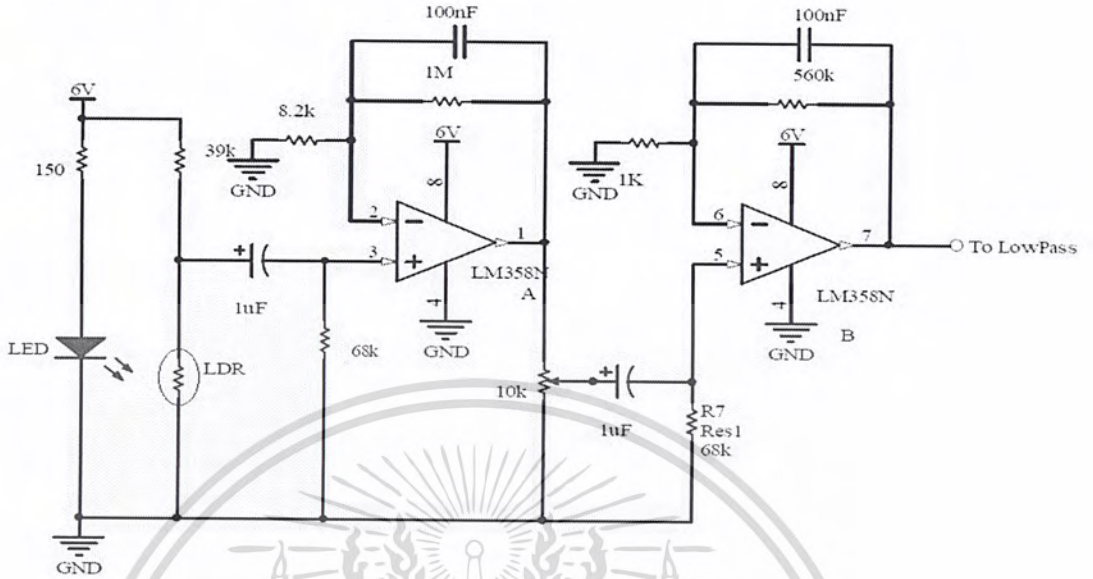 100nF
1M
6V
8.2k
6V
150
39k
GND
8
2
3
1
LM358N
A
4
GND
1uF
68k
LED
LDR
10k
GND
100nF
560k
6V
1K
GND
8
6
5
7
To LowPass
LM358N
B
4
GND
1uF
R7
Res1
68k